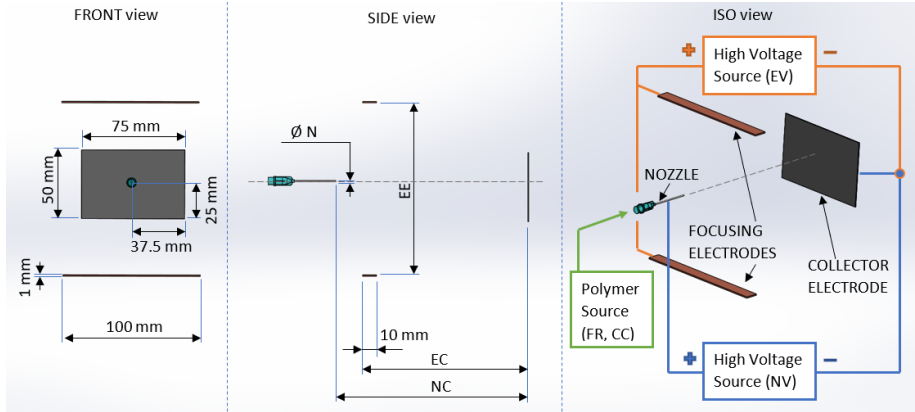 FRONT view
75 mm
50 mm
25 mm
37.5 mm
1 mm
100 mm
SIDE view
Ø N
EE
10 mm
EC
NC
ISO view
+
High Voltage
Source (EV)
−
NOZZLE
FOCUSING
ELECTRODES
COLLECTOR
ELECTRODE
Polymer
Source
(FR, CC)
+
High Voltage
Source (NV)
−